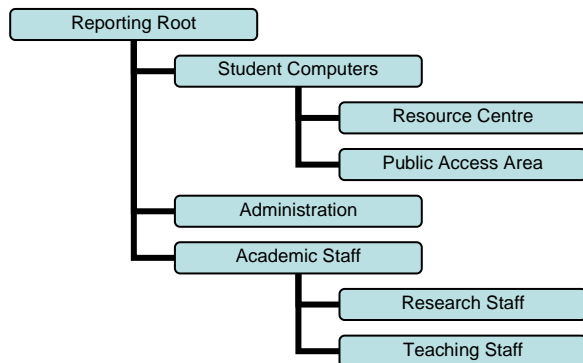 Reporting Root
Student Computers
Resource Centre
Public Access Area
Administration
Academic Staff
Research Staff
Teaching Staff